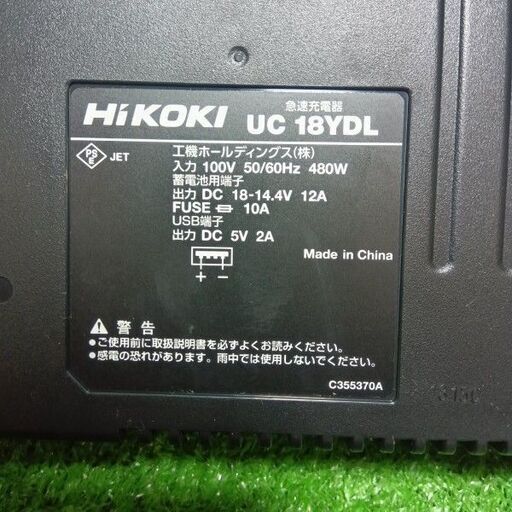 HiKOKI 急速充電器
UC 18YDL
PSE JET
工機ホールディングス(株)
入力 100V 50/60Hz 480W
蓄電池用端子
出力 DC 18-14.4V 12A
FUSE 10A
USB端子
出力 DC 5V 2A
+ -
Made in China
警告
●ご使用前に取扱説明書を必ずよくお読みください。
●感電の恐れがあります。雨中では使用しないでください。
C355370A